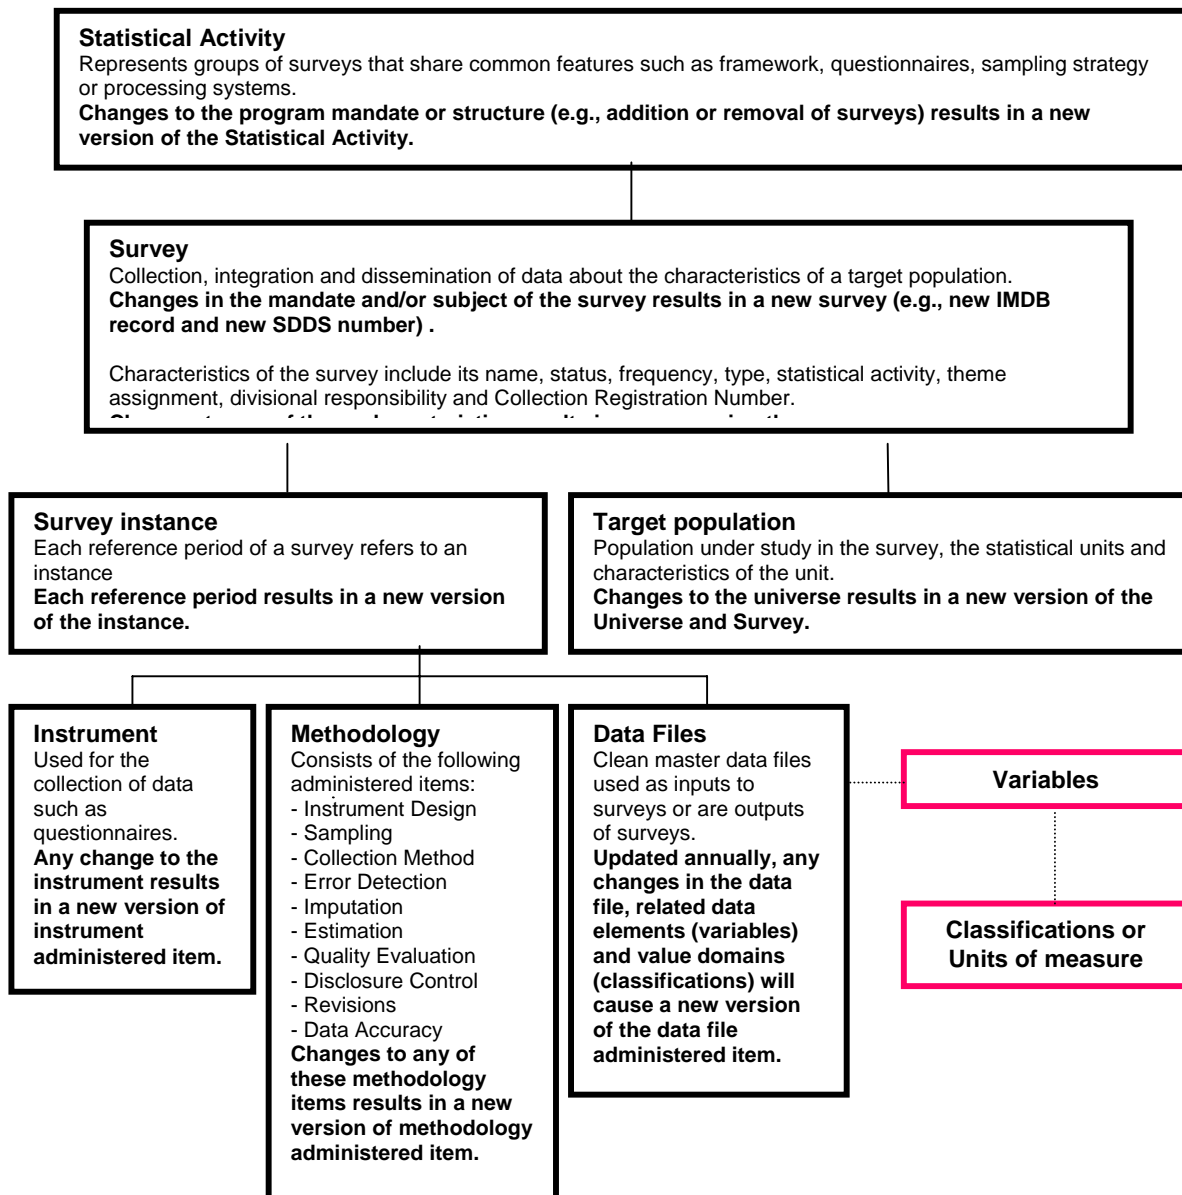 Statistical Activity
Represents groups of surveys that share common features such as framework, questionnaires, sampling strategy
or processing systems.
Changes to the program mandate or structure (e.g., addition or removal of surveys) results in a new
version of the Statistical Activity.
Survey
Collection, integration and dissemination of data about the characteristics of a target population.
Changes in the mandate and/or subject of the survey results in a new survey (e.g., new IMDB
record and new SDDS number) .
Characteristics of the survey include its name, status, frequency, type, statistical activity, theme
assignment, divisional responsibility and Collection Registration Number.
Survey instance
Each reference period of a survey refers to an
instance
Each reference period results in a new version
of the instance.
Target population
Population under study in the survey, the statistical units and
characteristics of the unit.
Changes to the universe results in a new version of the
Universe and Survey.
Instrument
Used for the
collection of data
such as
questionnaires.
Any change to the
instrument results
in a new version of
instrument
administered item.
Methodology
Consists of the following
administered items:
- Instrument Design
- Sampling
- Collection Method
- Error Detection
- Imputation
- Estimation
- Quality Evaluation
- Disclosure Control
- Revisions
- Data Accuracy
Changes to any of
these methodology
items results in a new
version of methodology
administered item.
Data Files
Clean master data files
used as inputs to
surveys or are outputs
of surveys.
Updated annually, any
changes in the data
file, related data
elements (variables)
and value domains
(classifications) will
cause a new version
of the data file
administered item.
Variables
Classifications or
Units of measure